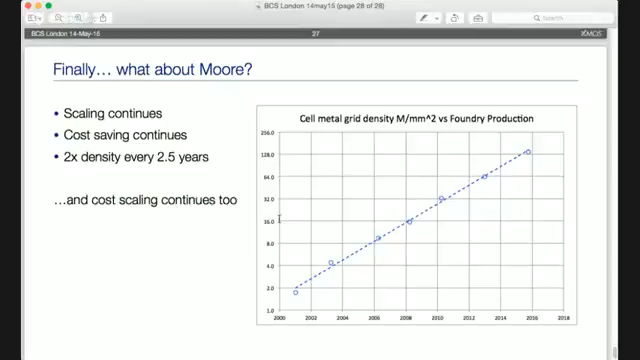 BCS London 14may15 (page 28 of 28)
Search
BCS London 14-May-15
27
XMOS
Finally… what about Moore?
• Scaling continues
• Cost saving continues
• 2x density every 2.5 years
…and cost scaling continues too
Cell metal grid density M/mm^2 vs Foundry Production
256.0
128.0
64.0
32.0
16.0
8.0
4.0
2.0
1.0
2000 2002 2004 2006 2008 2010 2012 2014 2016 2018